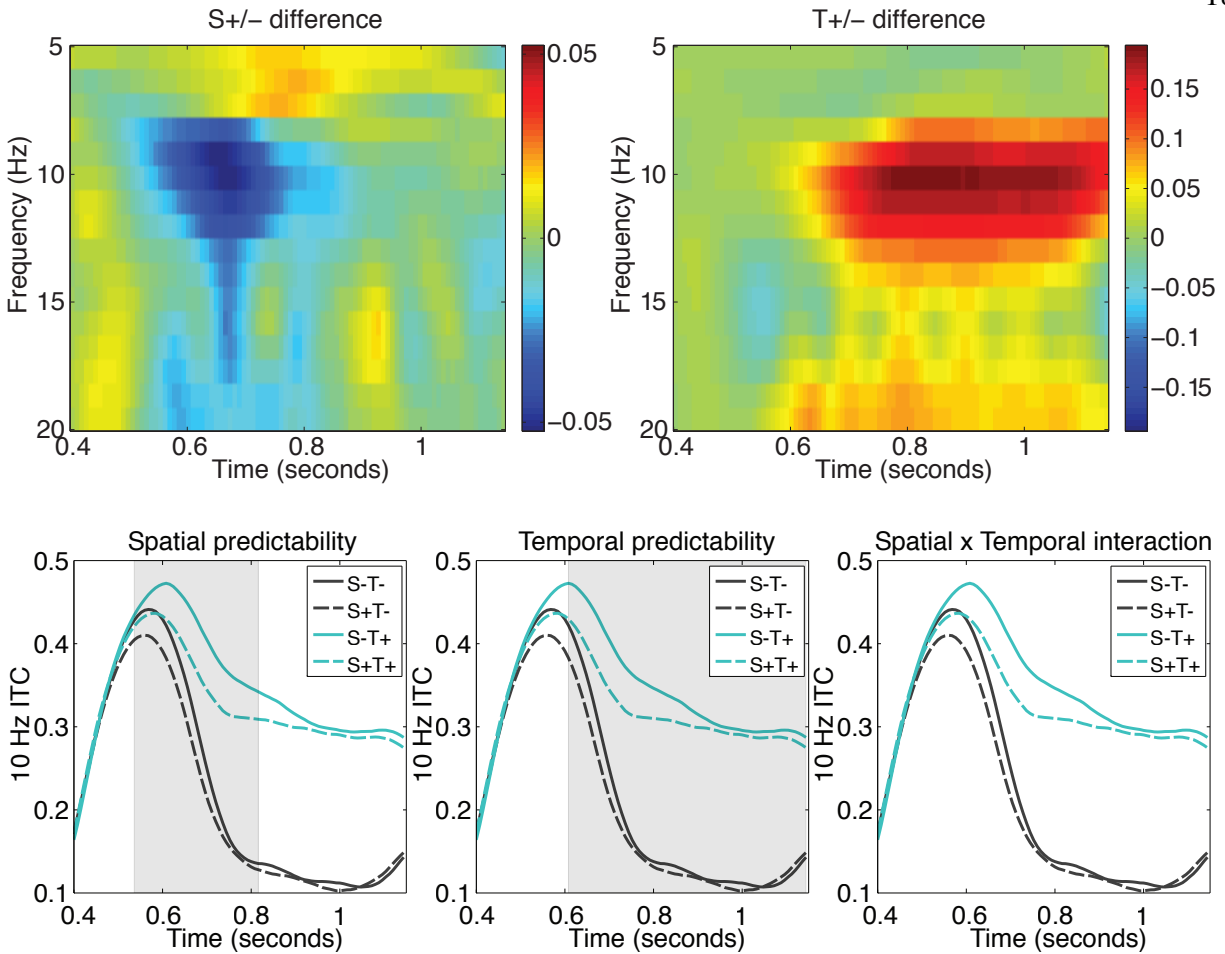 S+/− difference
T+/− difference
5
10
15
20
Frequency (Hz)
0.4
0.6
0.8
1
Time (seconds)
0.05
0
−0.05
5
10
15
20
Frequency (Hz)
0.4
0.6
0.8
1
Time (seconds)
0.15
0.1
0.05
0
−0.05
−0.1
−0.15
Spatial predictability
0.5
0.4
0.3
0.2
0.1
10 Hz ITC
S-T-
S+T-
S-T+
S+T+
0.4
0.6
0.8
1
Time (seconds)
Temporal predictability
0.5
0.4
0.3
0.2
0.1
10 Hz ITC
S-T-
S+T-
S-T+
S+T+
0.4
0.6
0.8
1
Time (seconds)
Spatial x Temporal interaction
0.5
0.4
0.3
0.2
0.1
10 Hz ITC
S-T-
S+T-
S-T+
S+T+
0.4
0.6
0.8
1
Time (seconds)